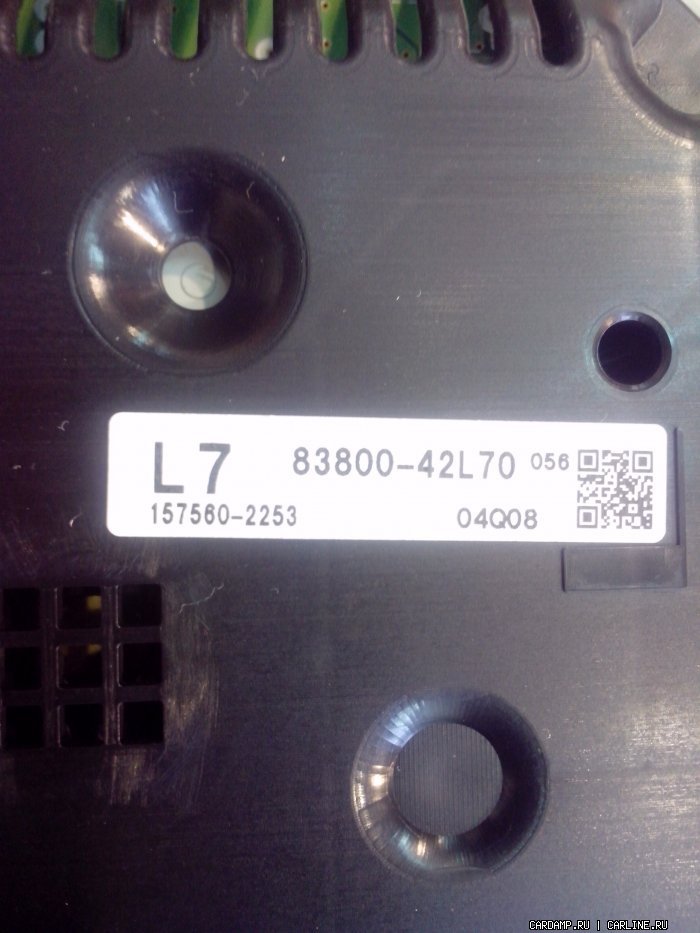 L7 83800-42L70 056
157560-2253 04Q08
CARDAMP.RU | CARLINE.RU